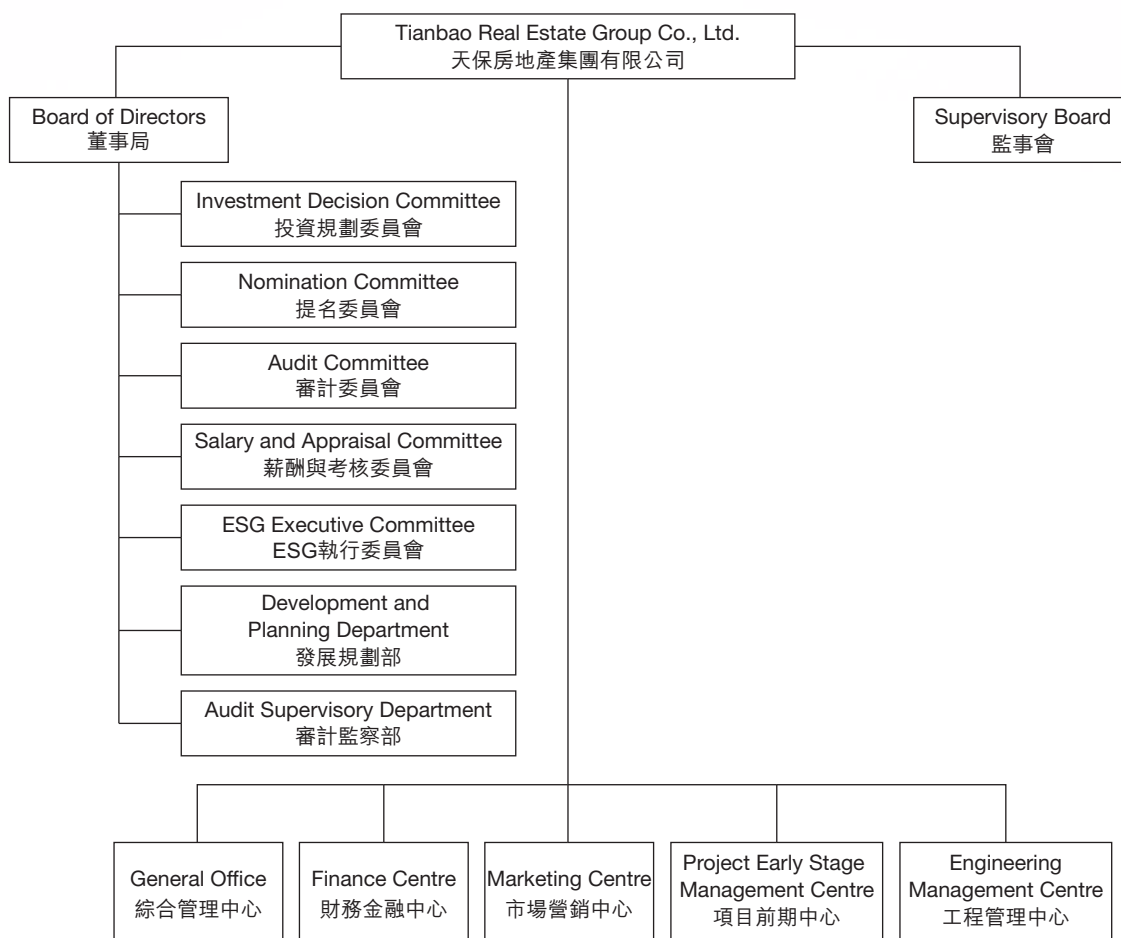 Tianbao Real Estate Group Co., Ltd.
天保房地產集團有限公司
Board of Directors
董事局
Supervisory Board
監事會
Investment Decision Committee
投資規劃委員會
Nomination Committee
提名委員會
Audit Committee
審計委員會
Salary and Appraisal Committee
薪酬與考核委員會
ESG Executive Committee
ESG執行委員會
Development and
Planning Department
發展規劃部
Audit Supervisory Department
審計監察部
General Office
綜合管理中心
Finance Centre
財務金融中心
Marketing Centre
市場營銷中心
Project Early Stage
Management Centre
項目前期中心
Engineering
Management Centre
工程管理中心